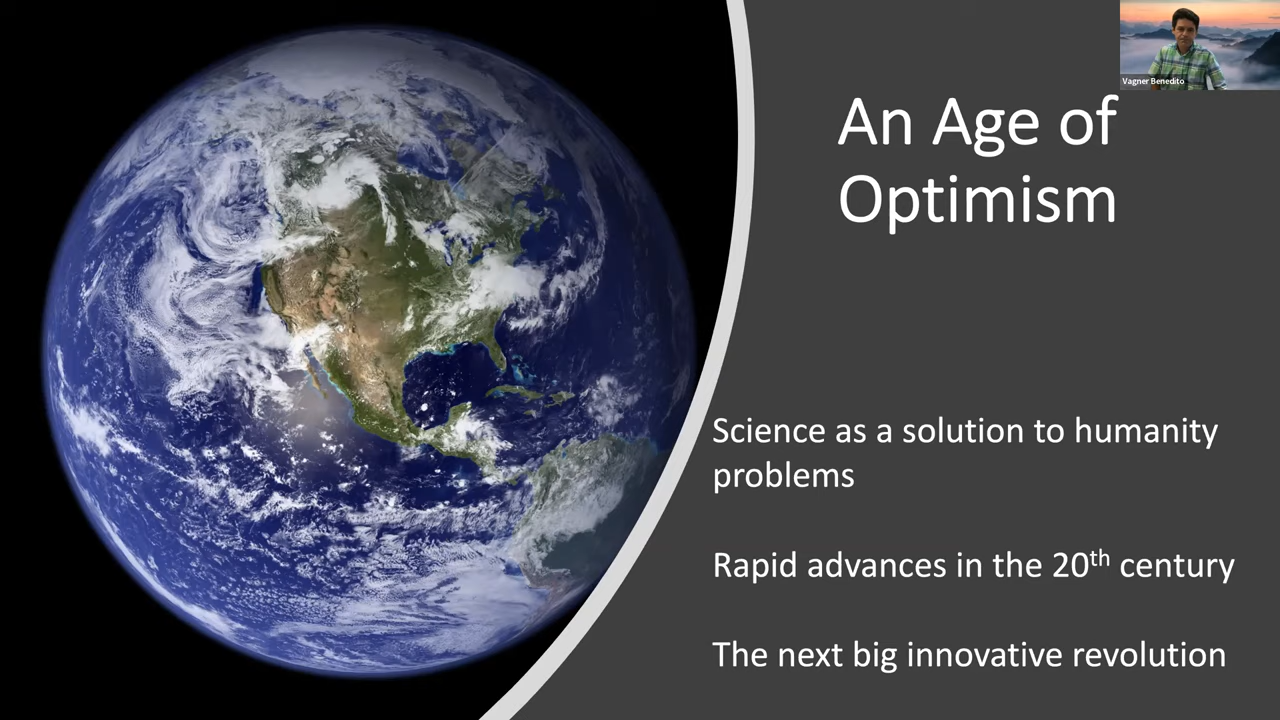 Vagner Benedito
An Age of
Optimism
Science as a solution to humanity
problems
Rapid advances in the 20th century
The next big innovative revolution